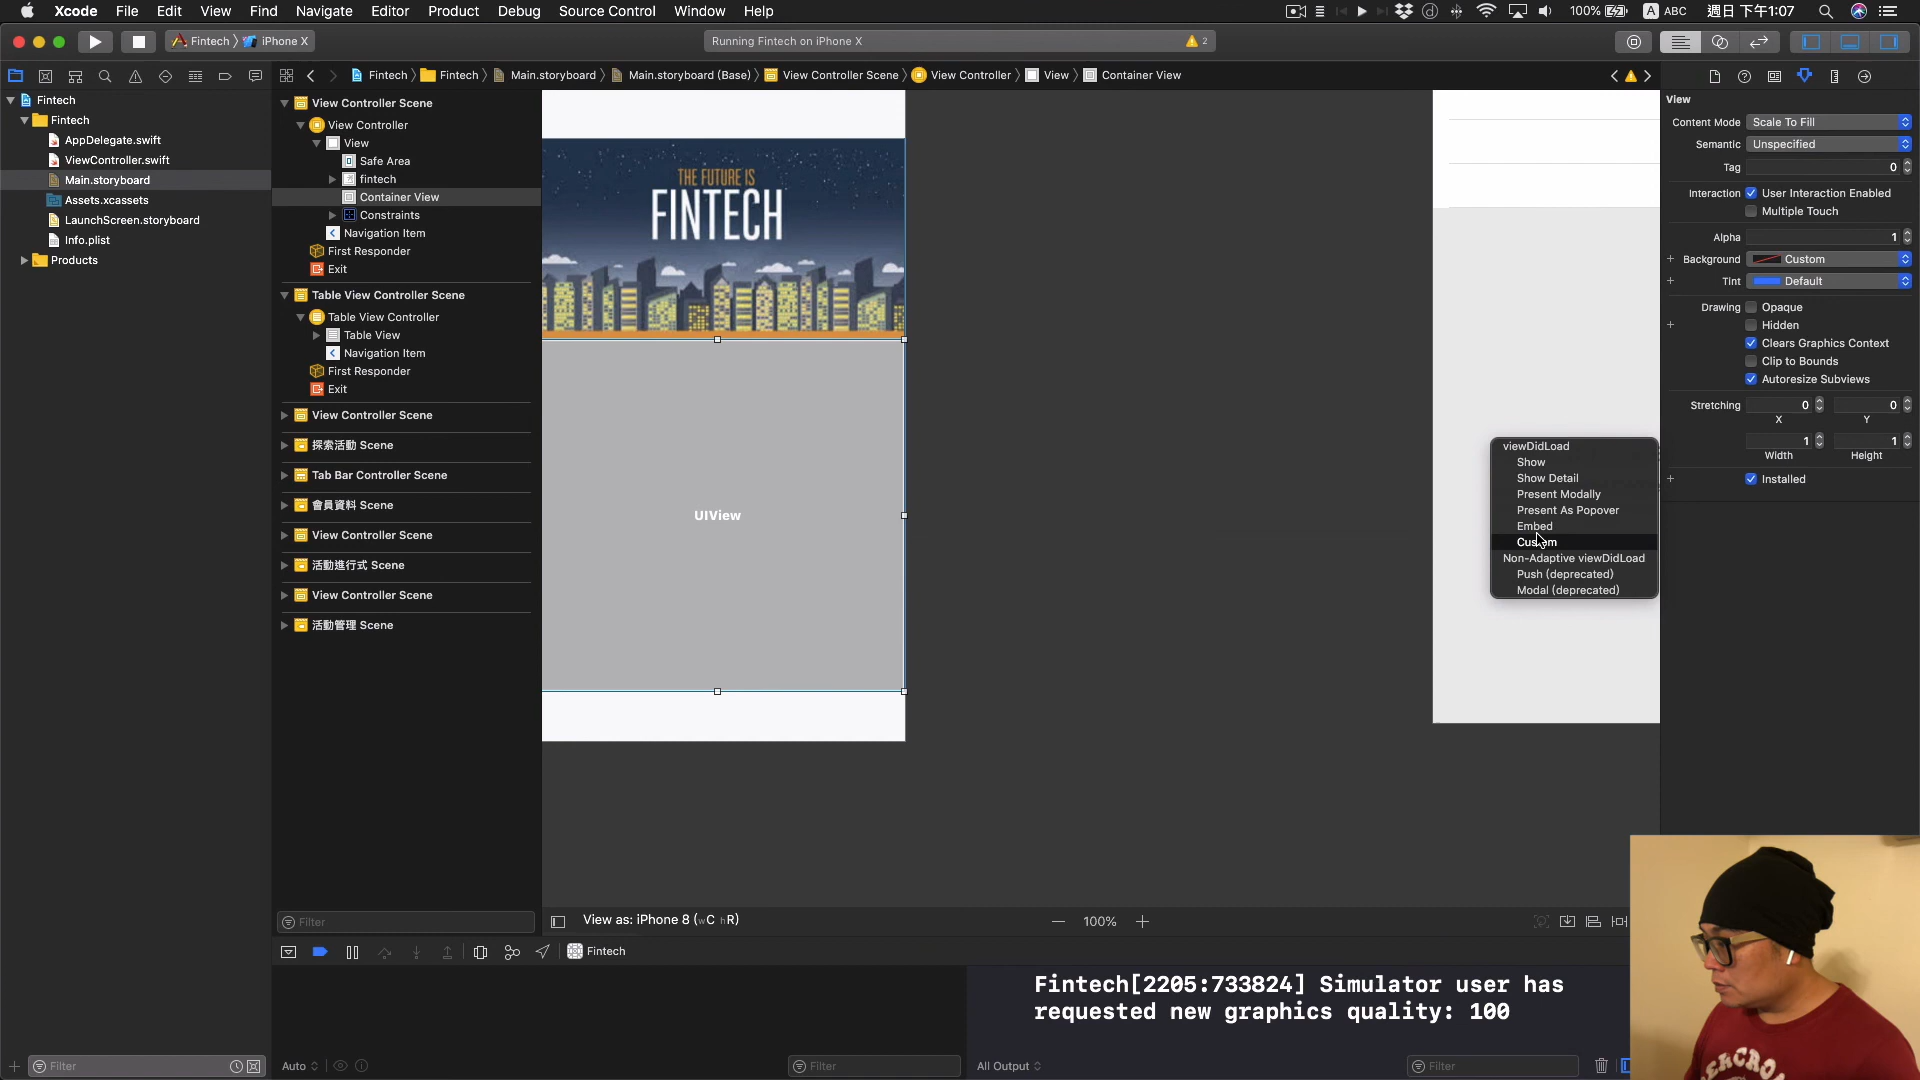 Xcode File Edit View Find Navigate Editor Product Debug Source Control Window Help
100% A ABC 週日 下午1:07
Fintech iPhone X
Running Fintech on iPhone X
2
Fintech Fintech Main.storyboard Main.storyboard (Base) View Controller Scene View Controller View Container View
Fintech
Fintech
AppDelegate.swift
ViewController.swift
Main.storyboard
Assets.xcassets
LaunchScreen.storyboard
Info.plist
Products
View Controller Scene
View Controller
View
Safe Area
fintech
Container View
Constraints
Navigation Item
First Responder
Exit
Table View Controller Scene
Table View Controller
Table View
Navigation Item
First Responder
Exit
View Controller Scene
探索活動 Scene
Tab Bar Controller Scene
會員資料 Scene
View Controller Scene
活動進行式 Scene
View Controller Scene
活動管理 Scene
THE FUTURE IS
FINTECH
UIView
viewDidLoad
Show
Show Detail
Present Modally
Present As Popover
Embed
Custom
Non-Adaptive viewDidLoad
Push (deprecated)
Modal (deprecated)
View
Content Mode Scale To Fill
Semantic Unspecified
Tag 0
Interaction User Interaction Enabled
Multiple Touch
Alpha 1
Background Custom
Tint Default
Drawing Opaque
Hidden
Clears Graphics Context
Clip to Bounds
Autoresize Subviews
Stretching 0 0
X Y
1 1
Width Height
Installed
Filter
View as: iPhone 8 (wC hR)
100%
Fintech
Fintech[2205:733824] Simulator user has
requested new graphics quality: 100
Filter
Auto
Filter
All Output
Filter